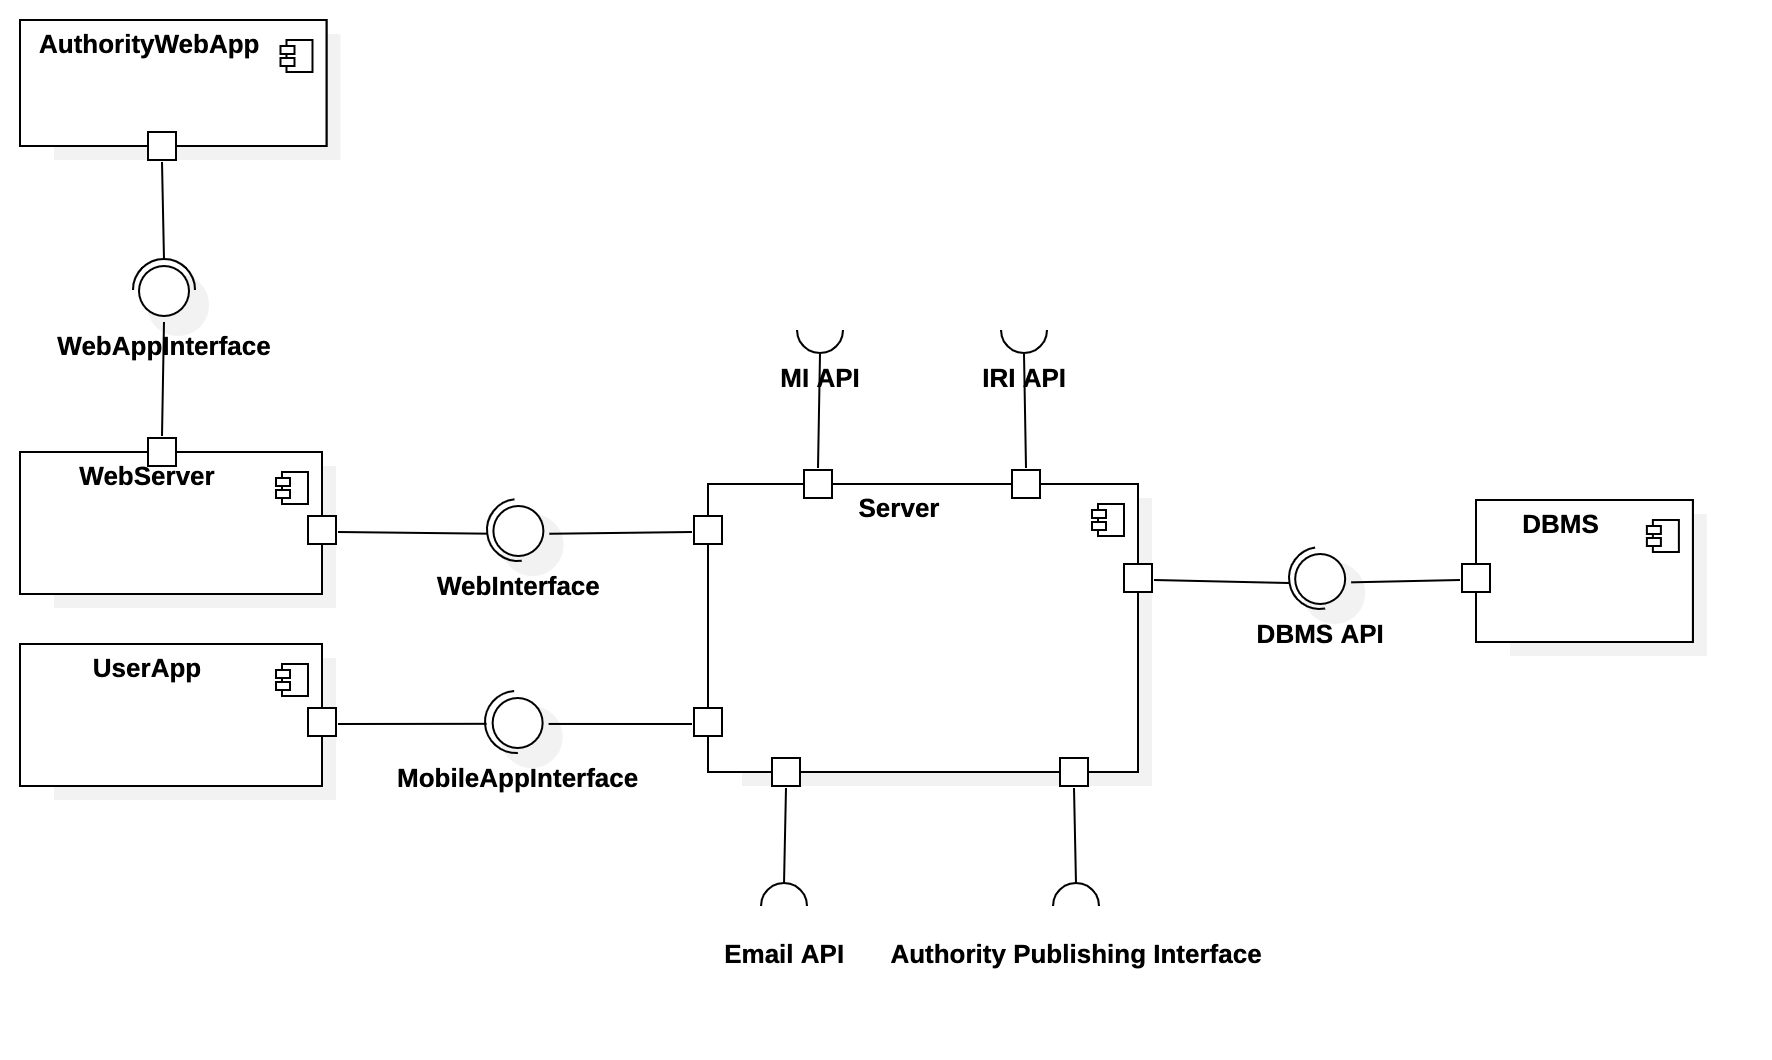 AuthorityWebApp
WebAppInterface
MI API
IRI API
WebServer
Server
DBMS
WebInterface
DBMS API
UserApp
MobileAppInterface
Email API
Authority Publishing Interface